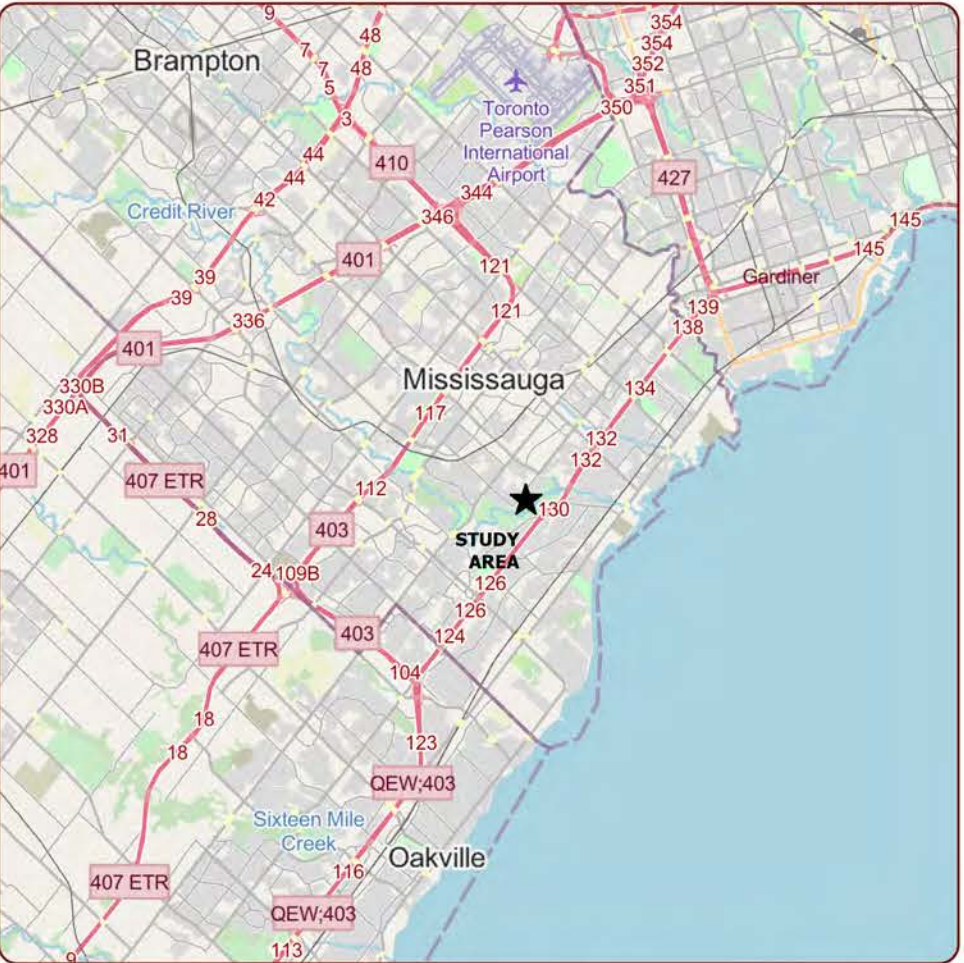 9
48
354
7
354
Brampton
48
7
352
5
351
Toronto
Pearson
International
Airport
350
3
44
410
427
44
344
42
Credit River
346
145
401
145
121
39
Gardiner
39
139
121
336
138
401
Mississauga
330B
134
330A
117
328
31
132
132
401
407 ETR
112
130
28
403
STUDY
AREA
24
109B
126
126
403
124
407 ETR
104
18
123
18
QEW;403
Sixteen Mile
Creek
Oakville
116
407 ETR
QEW;403
113
9